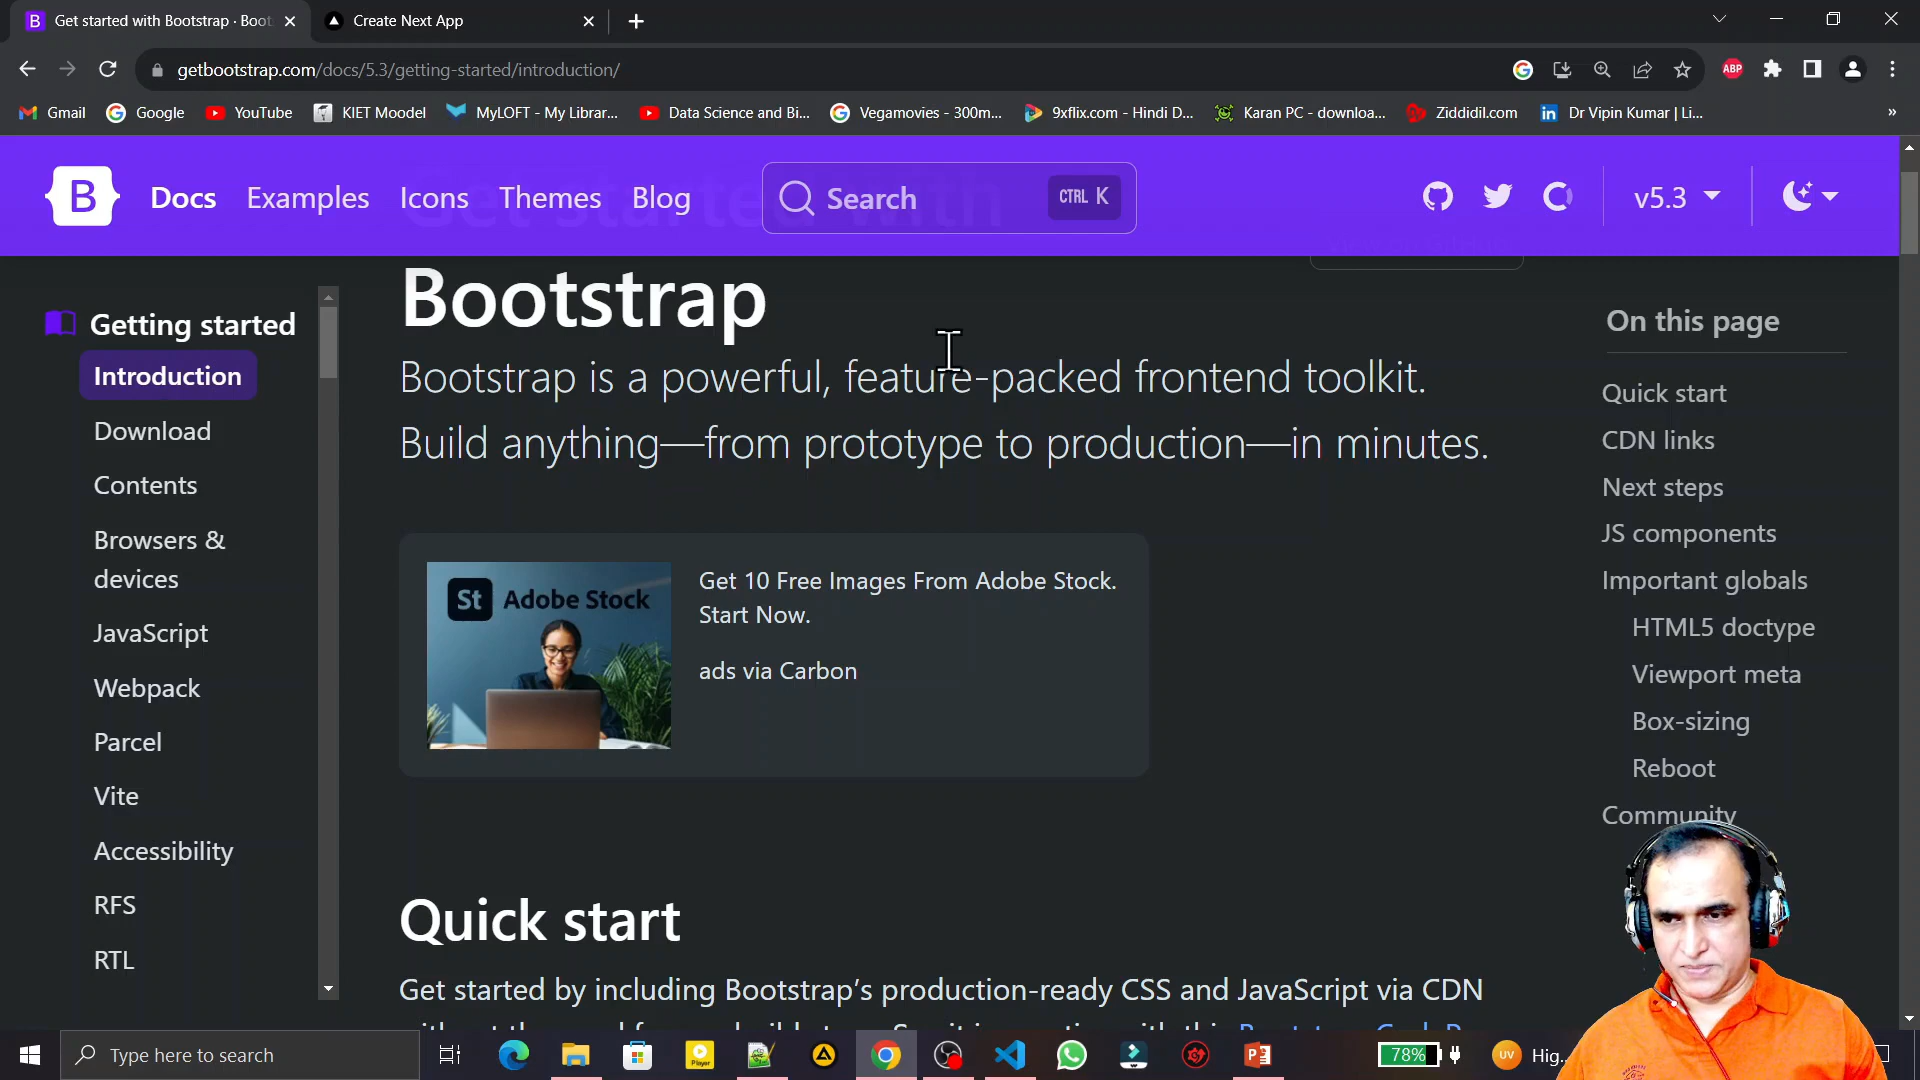 Get started with Bootstrap · Boot
Create Next App
getbootstrap.com/docs/5.3/getting-started/introduction/
ABP
Gmail
Google
YouTube
KIET Moodel
MyLOFT - My Librar...
Data Science and Bi...
Vegamovies - 300m...
9xflix.com - Hindi D...
Karan PC - downloa...
Ziddidil.com
Dr Vipin Kumar | Li...
»
B
Docs
Examples
Icons
Themes
Blog
Search
CTRL K
v5.3
Get started with
Bootstrap
Bootstrap is a powerful, feature-packed frontend toolkit.
Build anything—from prototype to production—in minutes.
Getting started
Introduction
Download
Contents
Browsers &
devices
JavaScript
Webpack
Parcel
Vite
Accessibility
RFS
RTL
St Adobe Stock
Get 10 Free Images From Adobe Stock.
Start Now.
ads via Carbon
Quick start
Get started by including Bootstrap’s production-ready CSS and JavaScript via CDN
On this page
Quick start
CDN links
Next steps
JS components
Important globals
HTML5 doctype
Viewport meta
Box-sizing
Reboot
Community
Type here to search
Player
78%
UV
Hig...